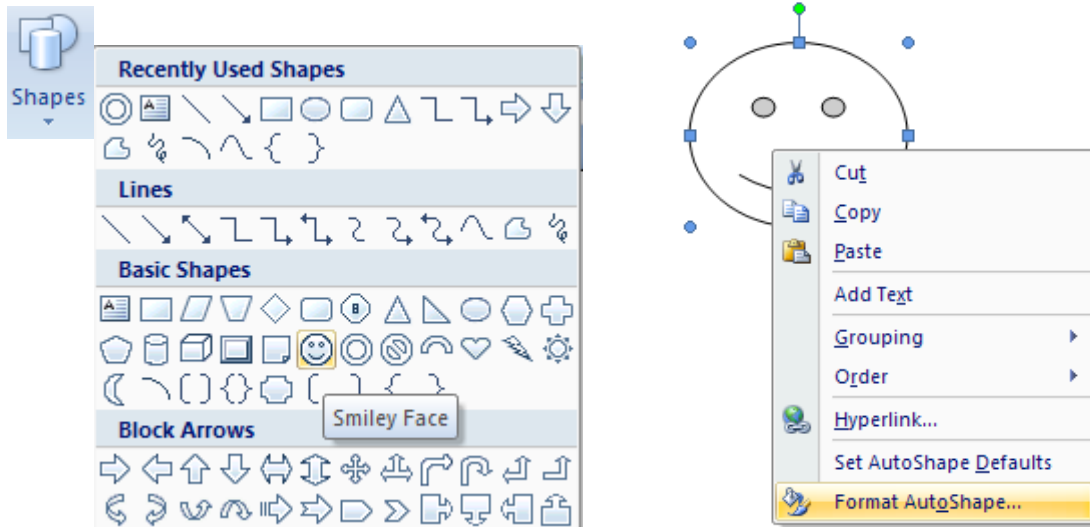 Shapes
Recently Used Shapes
Lines
Basic Shapes
Smiley Face
Block Arrows
Cut
Copy
Paste
Add Text
Grouping
Order
Hyperlink...
Set AutoShape Defaults
Format AutoShape...